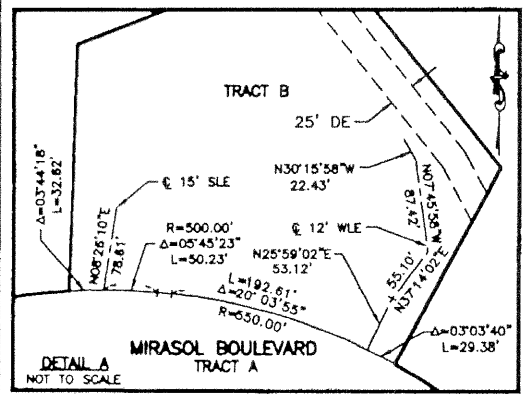 TRACT B
25' DE
N30'15'58"W
22.43'
N07'45'58"W
87.42'
℄ 15' SLE
℄ 12' WLE
Δ=03'44'18"
L=32.62'
N08'26'10"E
78.61'
R=500.00'
Δ=05'45'23"
L=50.23'
N25'59'02"E
53.12'
55.10'
N37'14'02"E
L=192.61'
Δ=20' 03'55"
R=550.00'
Δ=03'03'40"
L=29.38'
MIRASOL BOULEVARD
TRACT A
DETAIL A
NOT TO SCALE